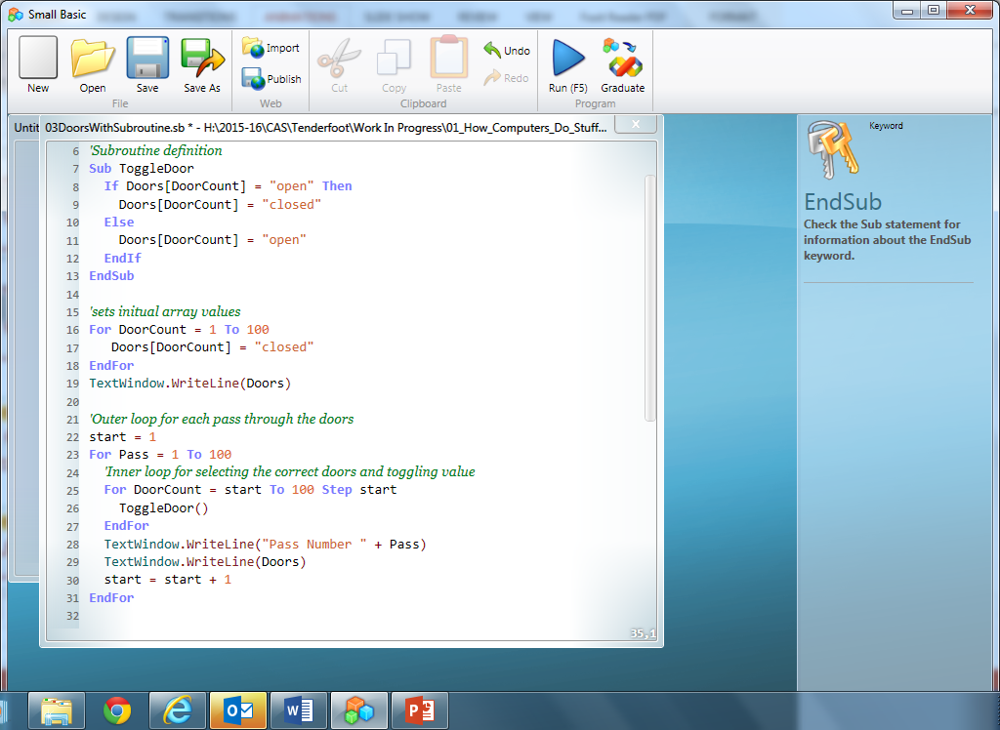 Small Basic
New
Open
Save
Save As
File
Import
Publish
Web
Cut
Copy
Paste
Undo
Redo
Clipboard
Run (F5)
Graduate
Program
Untit
03DoorsWithSubroutine.sb * - H:\2015-16\CAS\Tenderfoot\Work In Progress\01_How_Computers_Do_Stuff...
6 'Subroutine definition
7 Sub ToggleDoor
8 If Doors[DoorCount] = "open" Then
9 Doors[DoorCount] = "closed"
10 Else
11 Doors[DoorCount] = "open"
12 EndIf
13 EndSub
14
15 'sets initual array values
16 For DoorCount = 1 To 100
17 Doors[DoorCount] = "closed"
18 EndFor
19 TextWindow.WriteLine(Doors)
20
21 'Outer loop for each pass through the doors
22 start = 1
23 For Pass = 1 To 100
24 'Inner loop for selecting the correct doors and toggling value
25 For DoorCount = start To 100 Step start
26 ToggleDoor()
27 EndFor
28 TextWindow.WriteLine("Pass Number " + Pass)
29 TextWindow.WriteLine(Doors)
30 start = start + 1
31 EndFor
32
35,1
Keyword
EndSub
Check the Sub statement for
information about the EndSub
keyword.